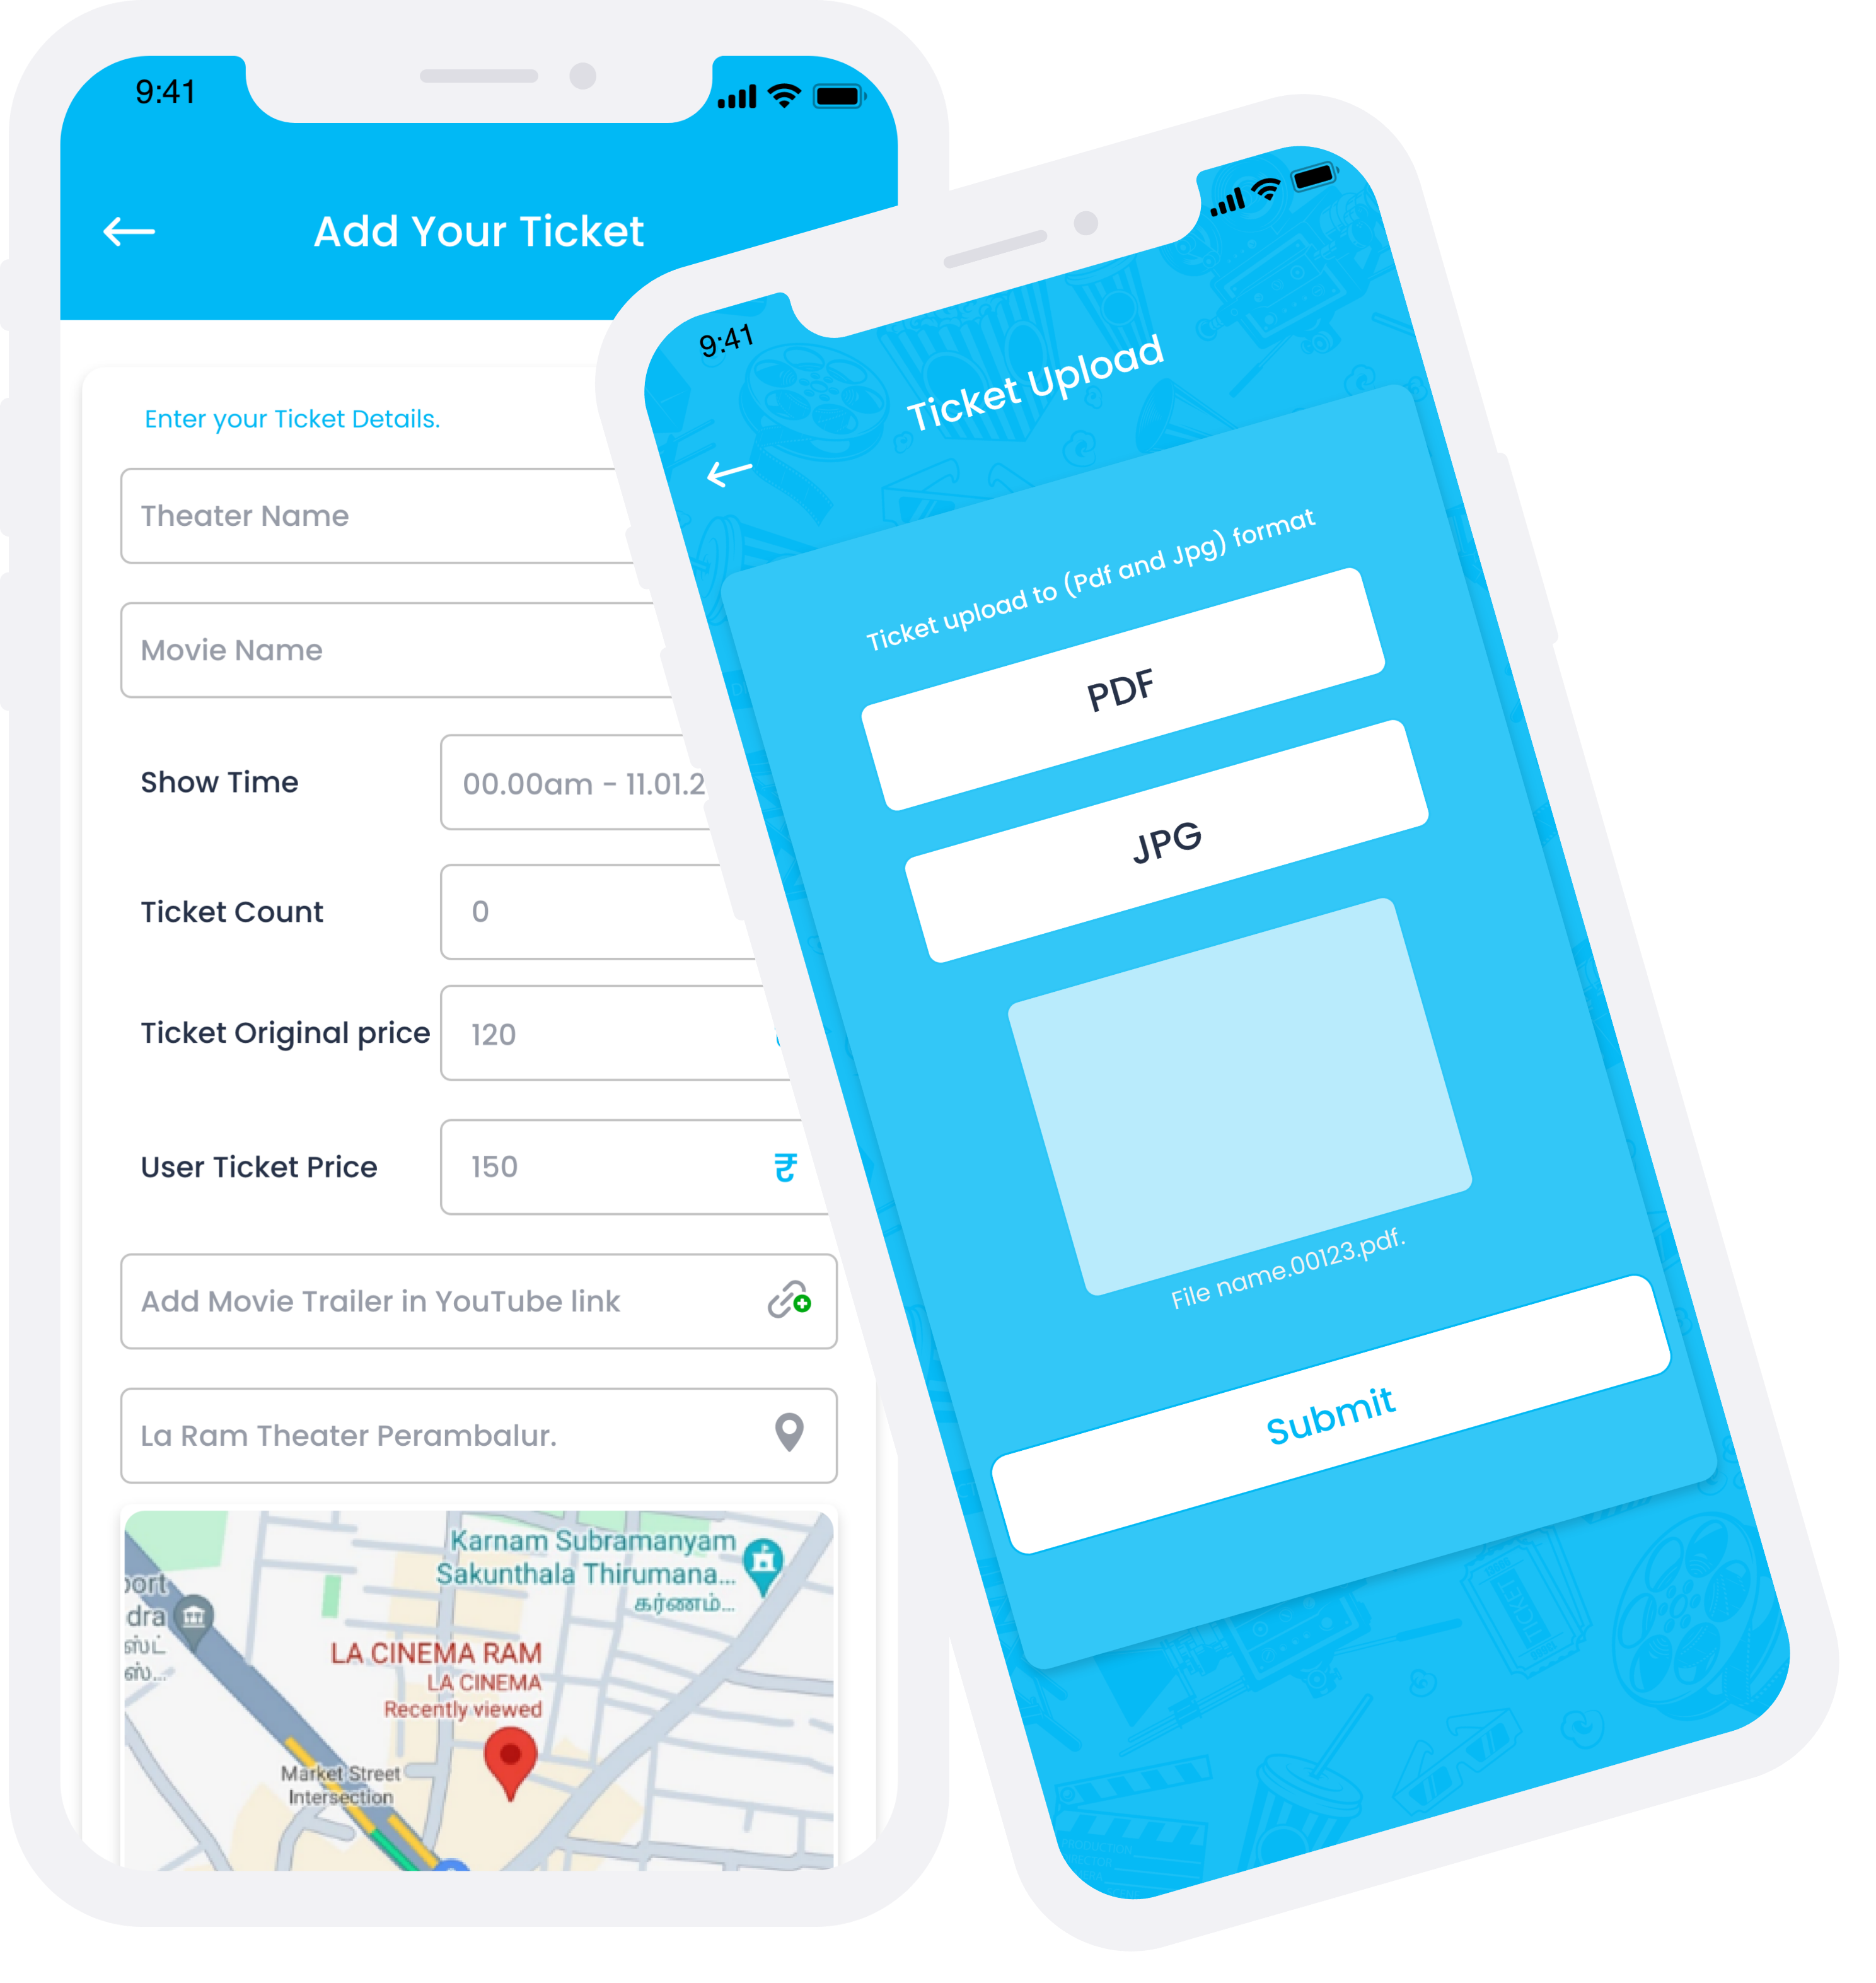 9:41
Add Your Ticket
Enter your Ticket Details.
Theater Name
Movie Name
Show Time
00.00am - 11.01.2
Ticket Count
0
Ticket Original price
120
User Ticket Price
150
₹
Add Movie Trailer in YouTube link
La Ram Theater Perambalur.
Karnam Subramanyam
Sakunthala Thirumana...
கர்ணம்...
port
dra
ஸ்ட்
ஸ்...
LA CINEMA RAM
LA CINEMA
Recently viewed
Market Street
Intersection
9:41
Ticket Upload
Ticket upload to (Pdf and Jpg) format
PDF
JPG
File name.00123.pdf.
Submit
TICKET
PRODUCTION